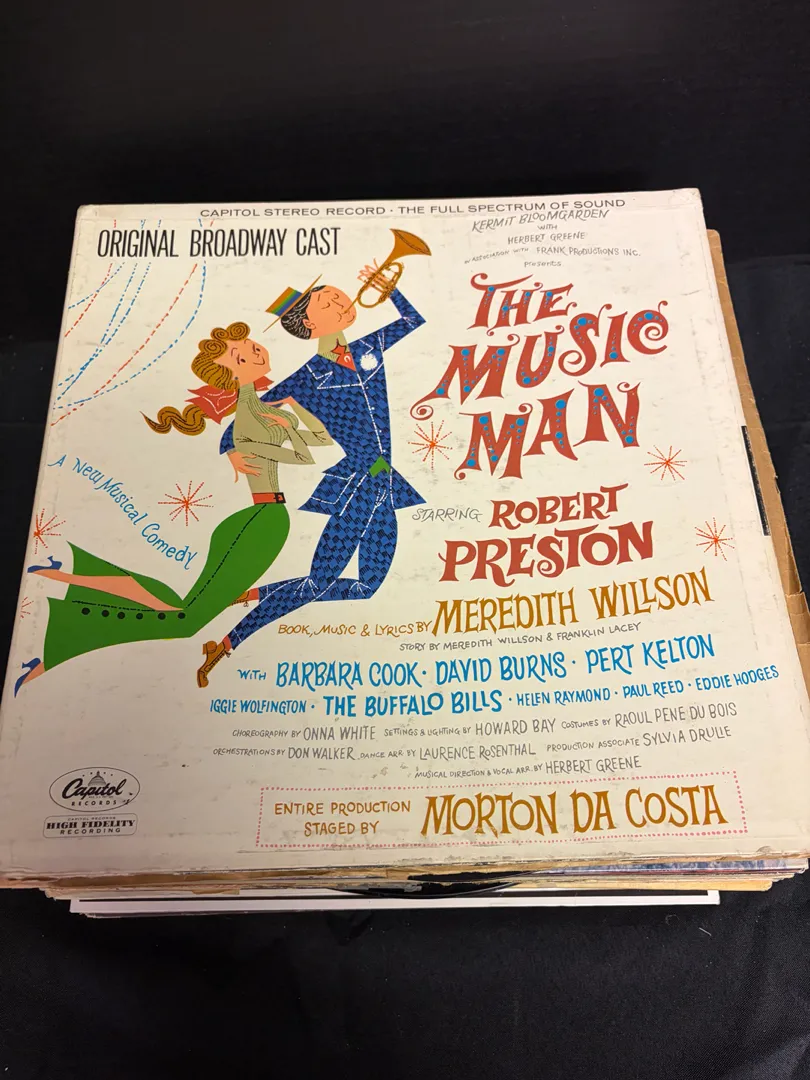 CAPITOL STEREO RECORD · THE FULL SPECTRUM OF SOUND
ORIGINAL BROADWAY CAST
KERMIT BLOOMGARDEN
WITH
HERBERT GREENE
IN ASSOCIATION WITH FRANK PRODUCTIONS INC.
Presents
THE
MUSIC
MAN
A New Musical Comedy
STARRING ROBERT
PRESTON
BOOK, MUSIC & LYRICS BY MEREDITH WILLSON
STORY BY MEREDITH WILLSON & FRANKLIN LACEY
WITH BARBARA COOK · DAVID BURNS · PERT KELTON
IGGIE WOLFINGTON · THE BUFFALO BILLS · HELEN RAYMOND · PAUL REED · EDDIE HODGES
CHOREOGRAPHY BY ONNA WHITE SETTINGS & LIGHTING BY HOWARD BAY COSTUMES BY RAOUL PENE DU BOIS
ORCHESTRATIONS BY DON WALKER DANCE ARR. BY LAURENCE ROSENTHAL PRODUCTION ASSOCIATE SYLVIA DRULIE
MUSICAL DIRECTION & VOCAL ARR. BY HERBERT GREENE
Capitol
RECORDS
CAPITOL RECORDS
HIGH FIDELITY
RECORDING
ENTIRE PRODUCTION
STAGED BY MORTON DA COSTA